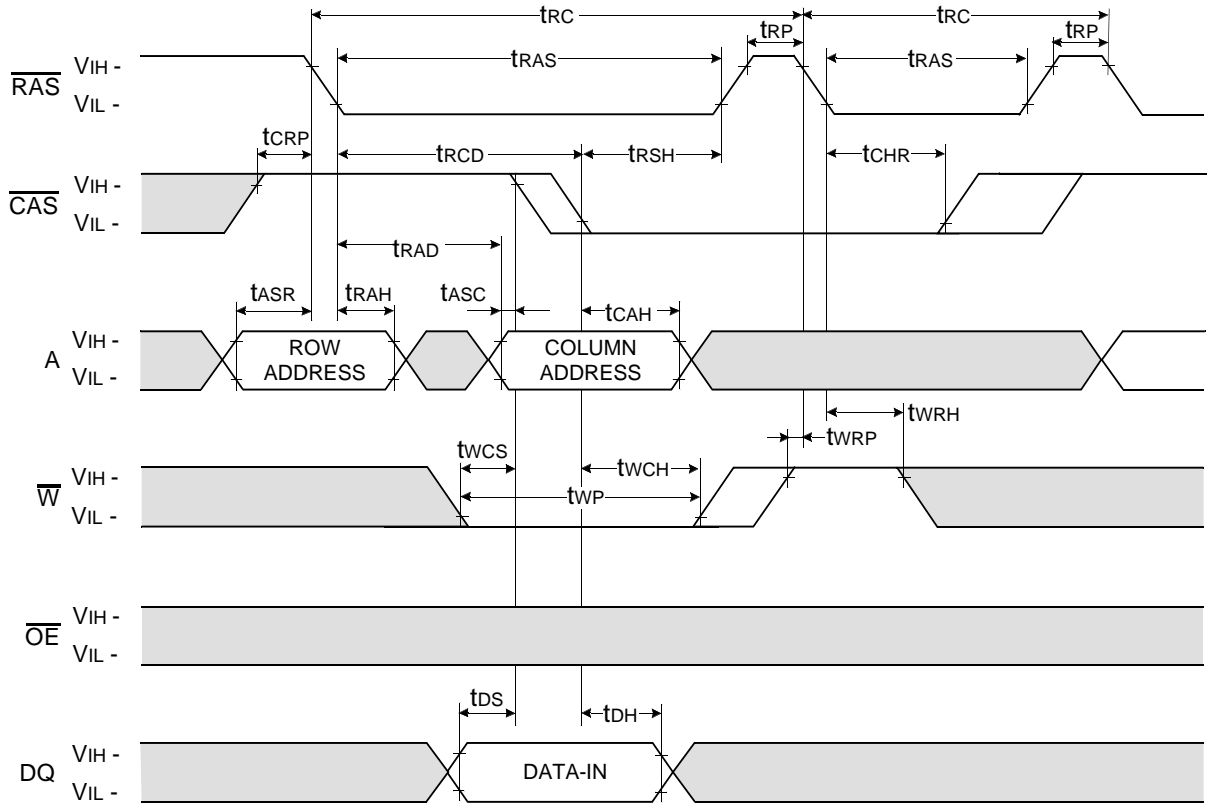 tRC tRC
tRP tRP
RAS VIH - tRAS tRAS
VIL -
tCRP tRCD tRSH tCHR
CAS VIH -
VIL -
tRAD
tASR tRAH tASC tCAH
A VIH - ROW ADDRESS COLUMN ADDRESS
VIL -
tWRH
tWRP
tWCS tWCH
W VIH - tWP
VIL -
OE VIH -
VIL -
tDS tDH
DQ VIH - DATA-IN
VIL -